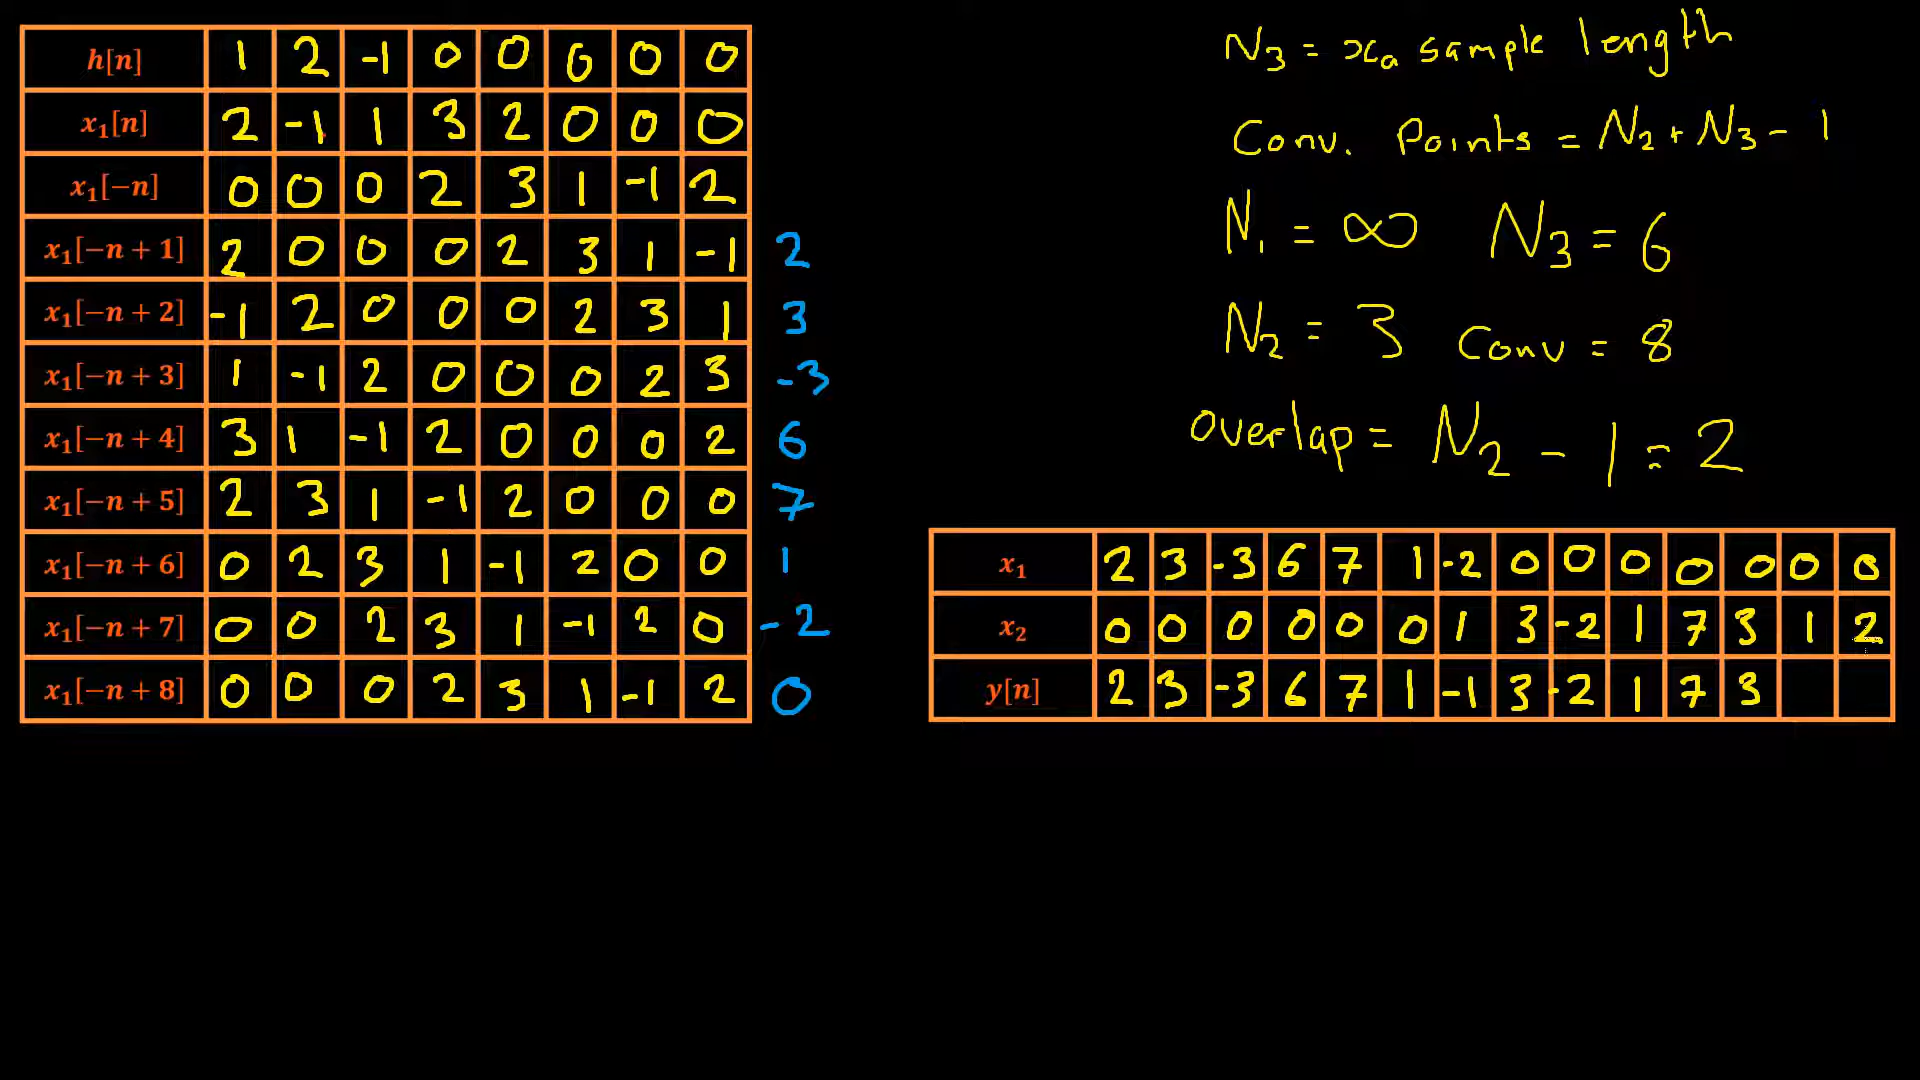 h[n] 1 2 -1 0 0 0 0 0
x₁[n] 2 -1 1 3 2 0 0 0
x₁[−n] 0 0 0 2 3 1 -1 2
x₁[−n + 1] 2 0 0 0 2 3 1 -1 2
x₁[−n + 2] -1 2 0 0 0 2 3 1 3
x₁[−n + 3] 1 -1 2 0 0 0 2 3 -3
x₁[−n + 4] 3 1 -1 2 0 0 0 2 6
x₁[−n + 5] 2 3 1 -1 2 0 0 0 7
x₁[−n + 6] 0 2 3 1 -1 2 0 0 1
x₁[−n + 7] 0 0 2 3 1 -1 2 0 -2
x₁[−n + 8] 0 0 0 2 3 1 -1 2 0
N₃ = xₐ sample length
Conv. Points = N₂ + N₃ - 1
N₁ = ∞ N₃ = 6
N₂ = 3 Conv = 8
overlap = N₂ - 1 = 2
x₁ 2 3 -3 6 7 1 -2 0 0 0 0 0 0 0
x₂ 0 0 0 0 0 0 1 3 -2 1 7 3 1 2
y[n] 2 3 -3 6 7 1 -1 3 -2 1 7 3